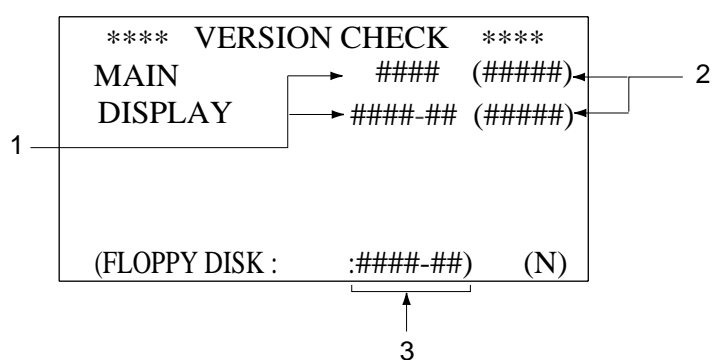 **** VERSION CHECK ****
MAIN #### (#####)
2
DISPLAY ####-## (#####)
1
(FLOPPY DISK : :####-##) (N)
3